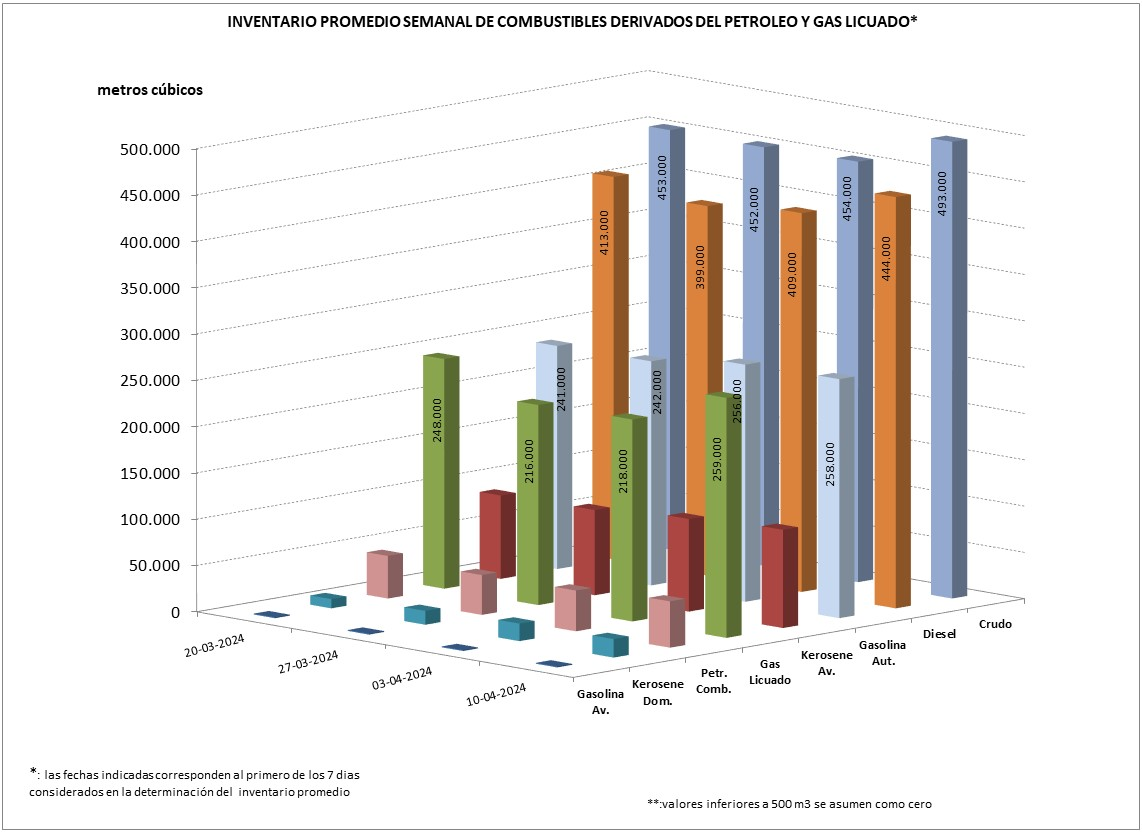 INVENTARIO PROMEDIO SEMANAL DE COMBUSTIBLES DERIVADOS DEL PETROLEO Y GAS LICUADO*
metros cúbicos
500.000
450.000
400.000
350.000
300.000
250.000
200.000
150.000
100.000
50.000
0
453.000
452.000
454.000
493.000
413.000
399.000
409.000
444.000
241.000
242.000
256.000
258.000
248.000
216.000
218.000
259.000
20-03-2024
27-03-2024
03-04-2024
10-04-2024
Gasolina
Av.
Kerosene
Dom.
Petr.
Comb.
Gas
Licuado
Kerosene
Av.
Gasolina
Aut.
Diesel
Crudo
*: las fechas indicadas corresponden al primero de los 7 dias
considerados en la determinación del inventario promedio
**:valores inferiores a 500 m3 se asumen como cero